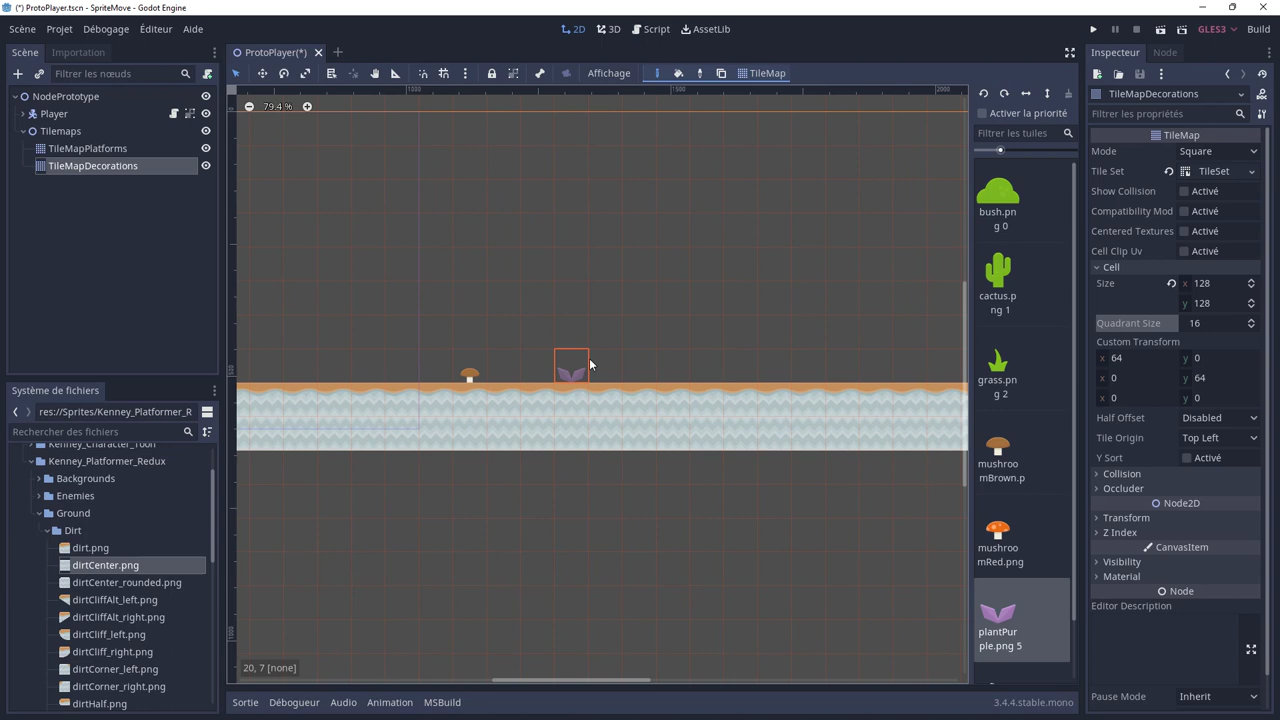 (*) ProtoPlayer.tscn - SpriteMove - Godot Engine
Scène Projet Débogage Éditeur Aide
2D 3D Script AssetLib
GLES3 Build
Scène Importation
Filtrer les nœuds
NodePrototype
Player
Tilemaps
TileMapPlatforms
TileMapDecorations
Système de fichiers
res://Sprites/Kenney_Platformer_R
Rechercher des fichiers
Kenney_Character_Toon
Kenney_Platformer_Redux
Backgrounds
Enemies
Ground
Dirt
dirt.png
dirtCenter.png
dirtCenter_rounded.png
dirtCliffAlt_left.png
dirtCliffAlt_right.png
dirtCliff_left.png
dirtCliff_right.png
dirtCorner_left.png
dirtCorner_right.png
dirtHalf.png
ProtoPlayer(*)
Affichage TileMap
1000 1500 2000
79.4 %
0
500
1000
20, 7 [none]
Activer la priorité
Filtrer les tuiles
bush.pn
g 0
cactus.p
ng 1
grass.pn
g 2
mushroo
mBrown.p
mushroo
mRed.png
plantPur
ple.png 5
Sortie Débogueur Audio Animation MSBuild 3.4.4.stable.mono
Inspecteur Node
TileMapDecorations
Filtrer les propriétés
TileMap
Mode Square
Tile Set TileSet
Show Collision Activé
Compatibility Mod Activé
Centered Textures Activé
Cell Clip Uv Activé
Cell
Size x 128
y 128
Quadrant Size 16
Custom Transform
x 64 y 0
x 0 y 64
x 0 y 0
Half Offset Disabled
Tile Origin Top Left
Y Sort Activé
Collision
Occluder
Node2D
Transform
Z Index
CanvasItem
Visibility
Material
Node
Editor Description
Pause Mode Inherit